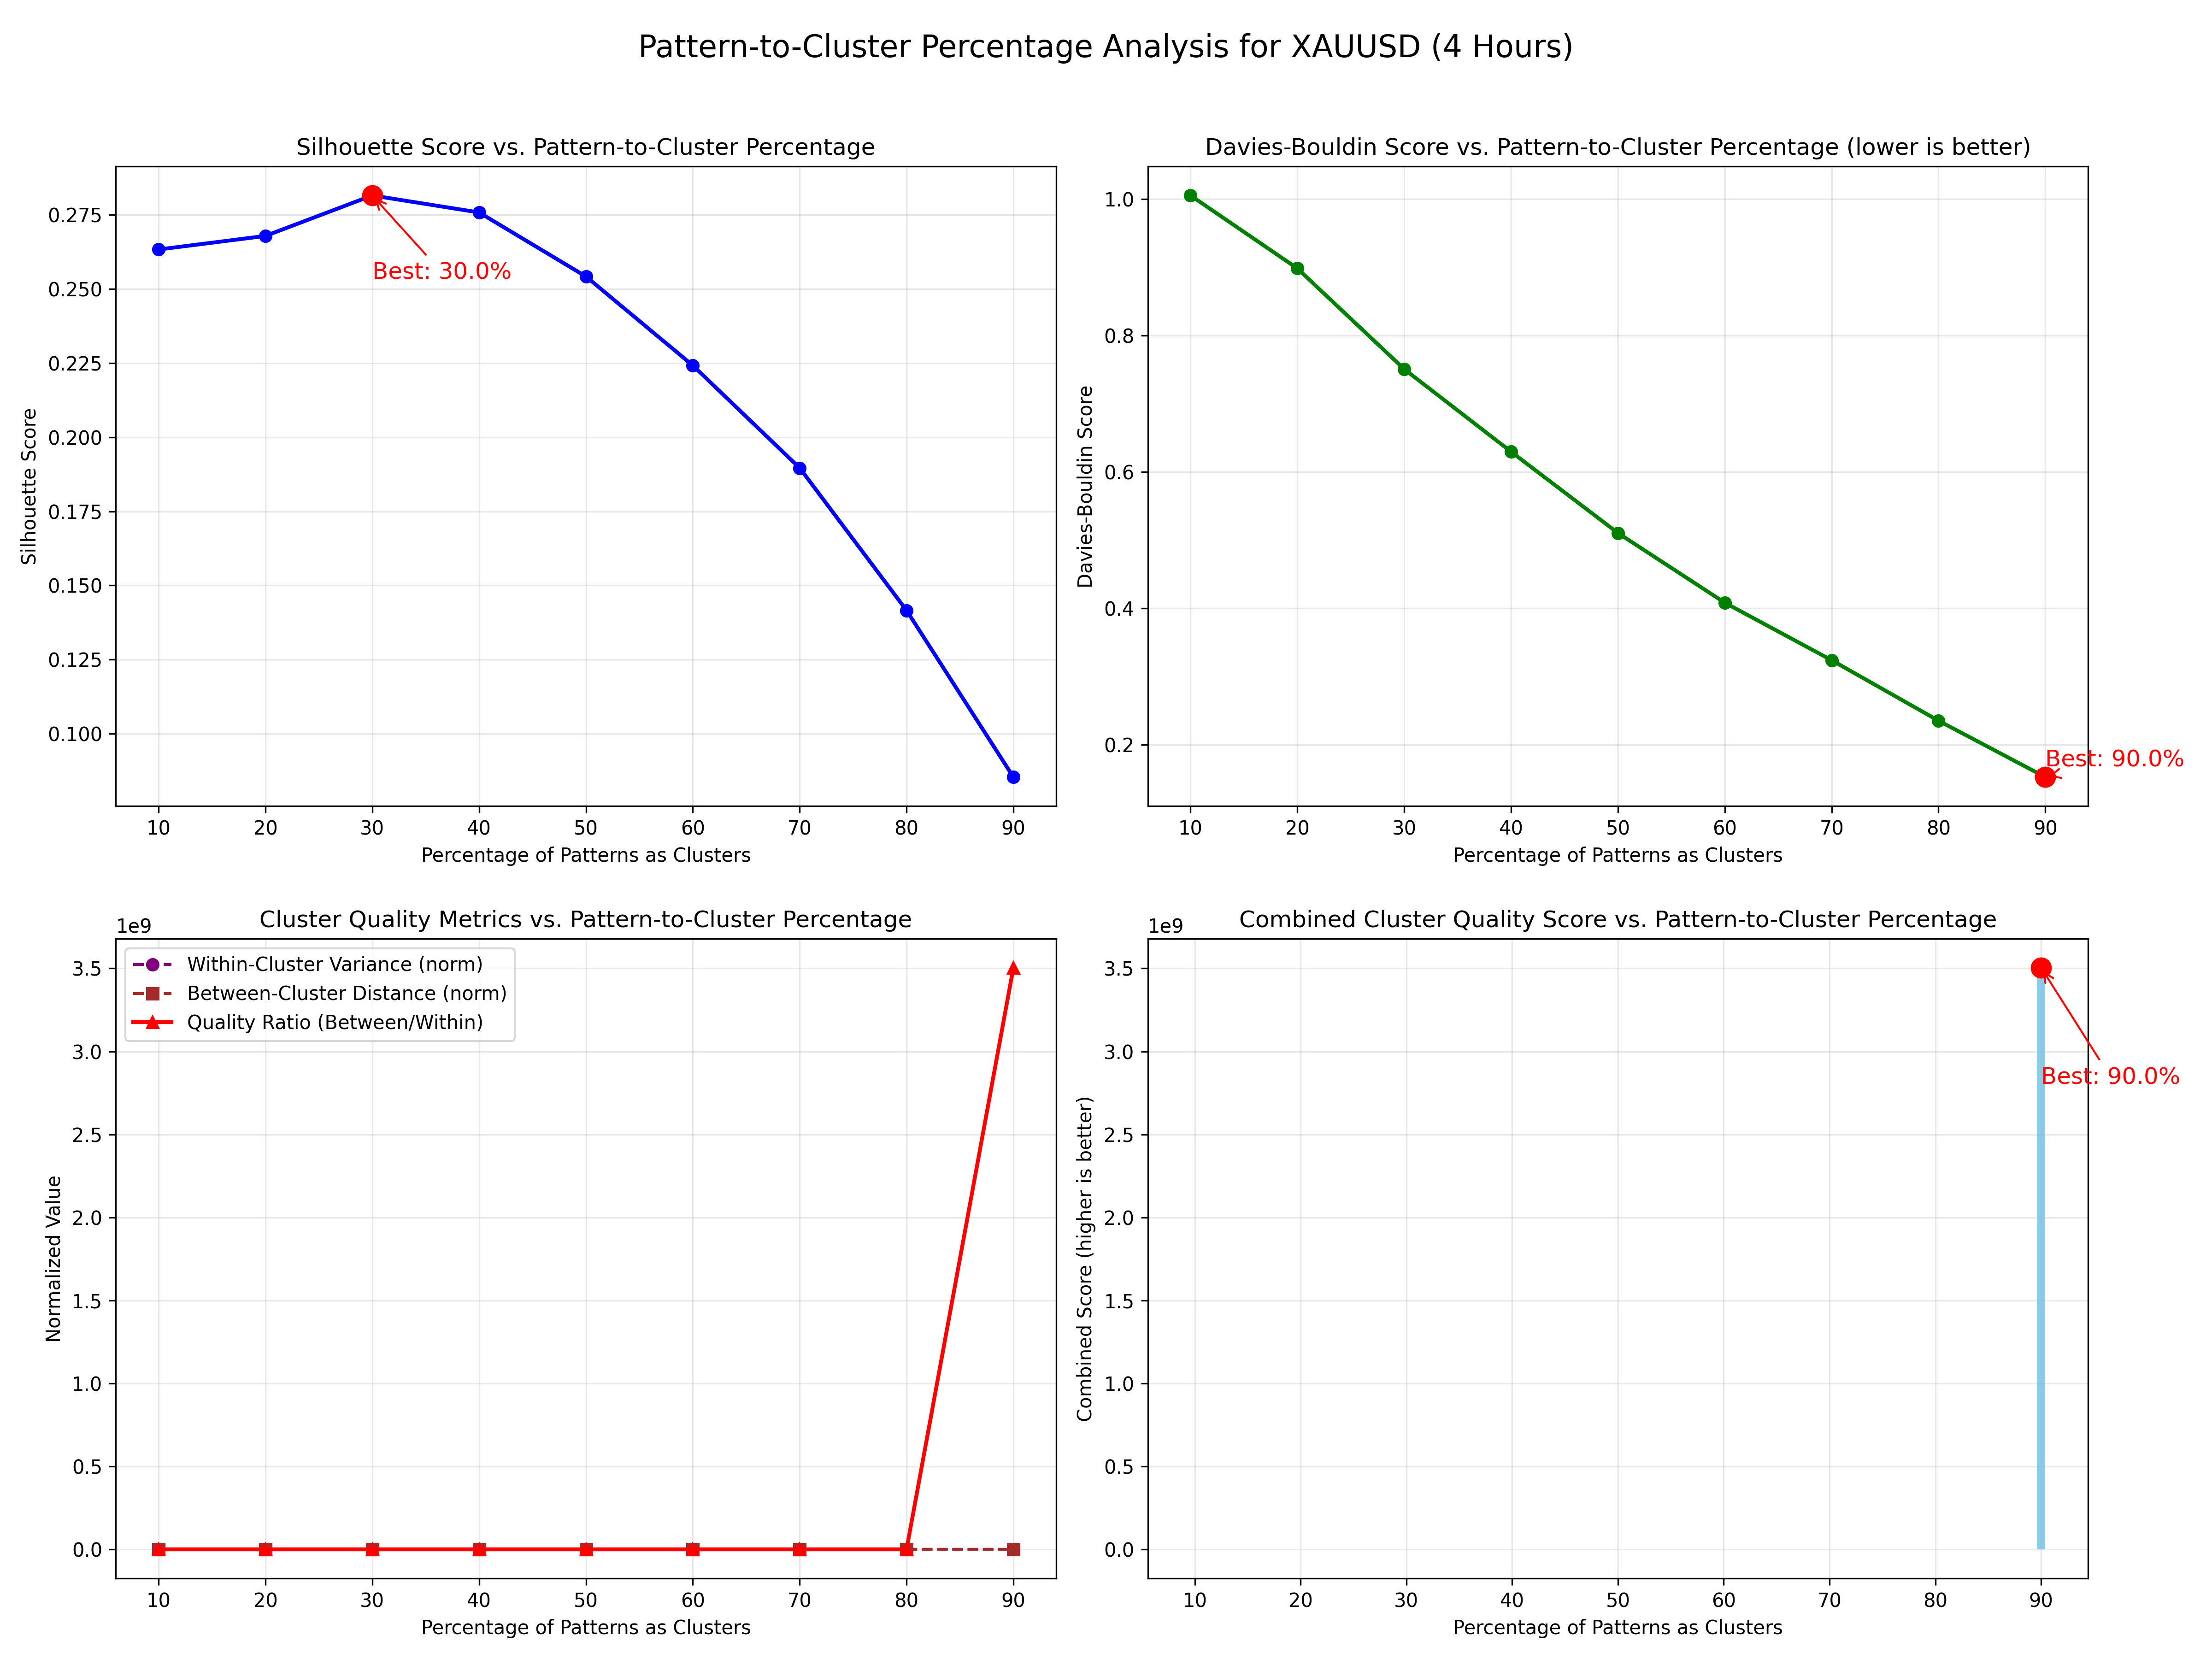 Pattern-to-Cluster Percentage Analysis for XAUUSD (4 Hours)
Silhouette Score vs. Pattern-to-Cluster Percentage
Silhouette Score
0.275
0.250
0.225
0.200
0.175
0.150
0.125
0.100
Best: 30.0%
10 20 30 40 50 60 70 80 90
Percentage of Patterns as Clusters
Davies-Bouldin Score vs. Pattern-to-Cluster Percentage (lower is better)
Davies-Bouldin Score
1.0
0.8
0.6
0.4
0.2
Best: 90.0%
10 20 30 40 50 60 70 80 90
Percentage of Patterns as Clusters
Cluster Quality Metrics vs. Pattern-to-Cluster Percentage
1e9
Within-Cluster Variance (norm)
Between-Cluster Distance (norm)
Quality Ratio (Between/Within)
Normalized Value
3.5
3.0
2.5
2.0
1.5
1.0
0.5
0.0
10 20 30 40 50 60 70 80 90
Percentage of Patterns as Clusters
Combined Cluster Quality Score vs. Pattern-to-Cluster Percentage
1e9
Combined Score (higher is better)
3.5
3.0
2.5
2.0
1.5
1.0
0.5
0.0
Best: 90.0%
10 20 30 40 50 60 70 80 90
Percentage of Patterns as Clusters